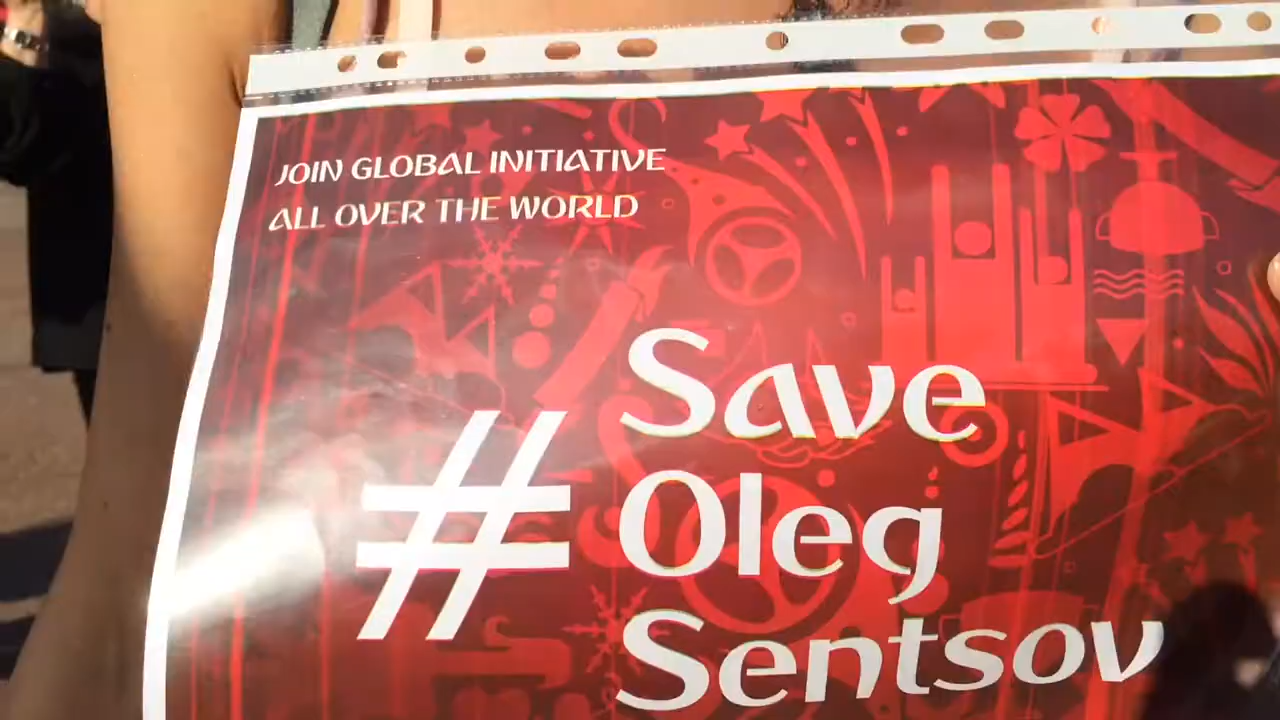 JOIN GLOBAL INITIATIVE
ALL OVER THE WORLD
# Save
Oleg
Sentsov